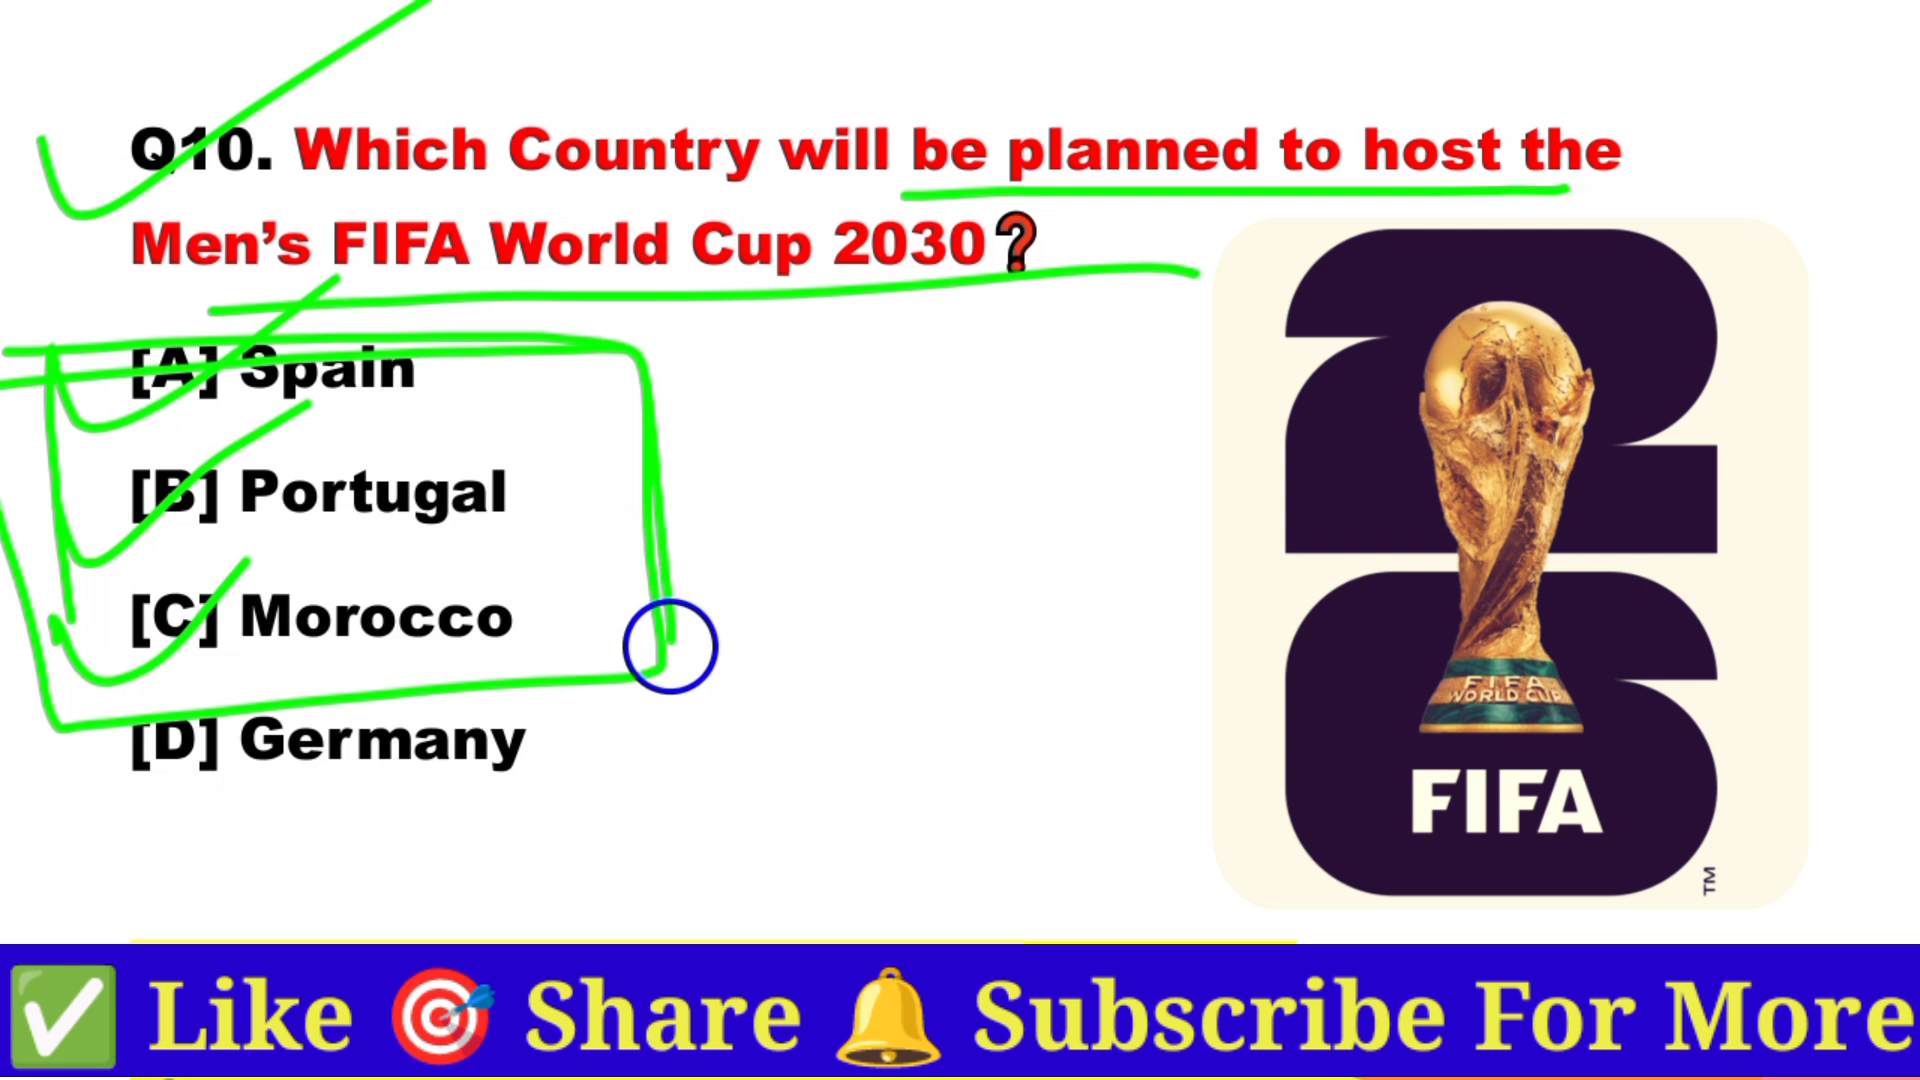 Q10. Which Country will be planned to host the
Men’s FIFA World Cup 2030❓
[A] Spain
[B] Portugal
[C] Morocco
[D] Germany
26
FIFA
WORLD CUP
FIFA
TM
✅ Like 🎯 Share 🔔 Subscribe For More